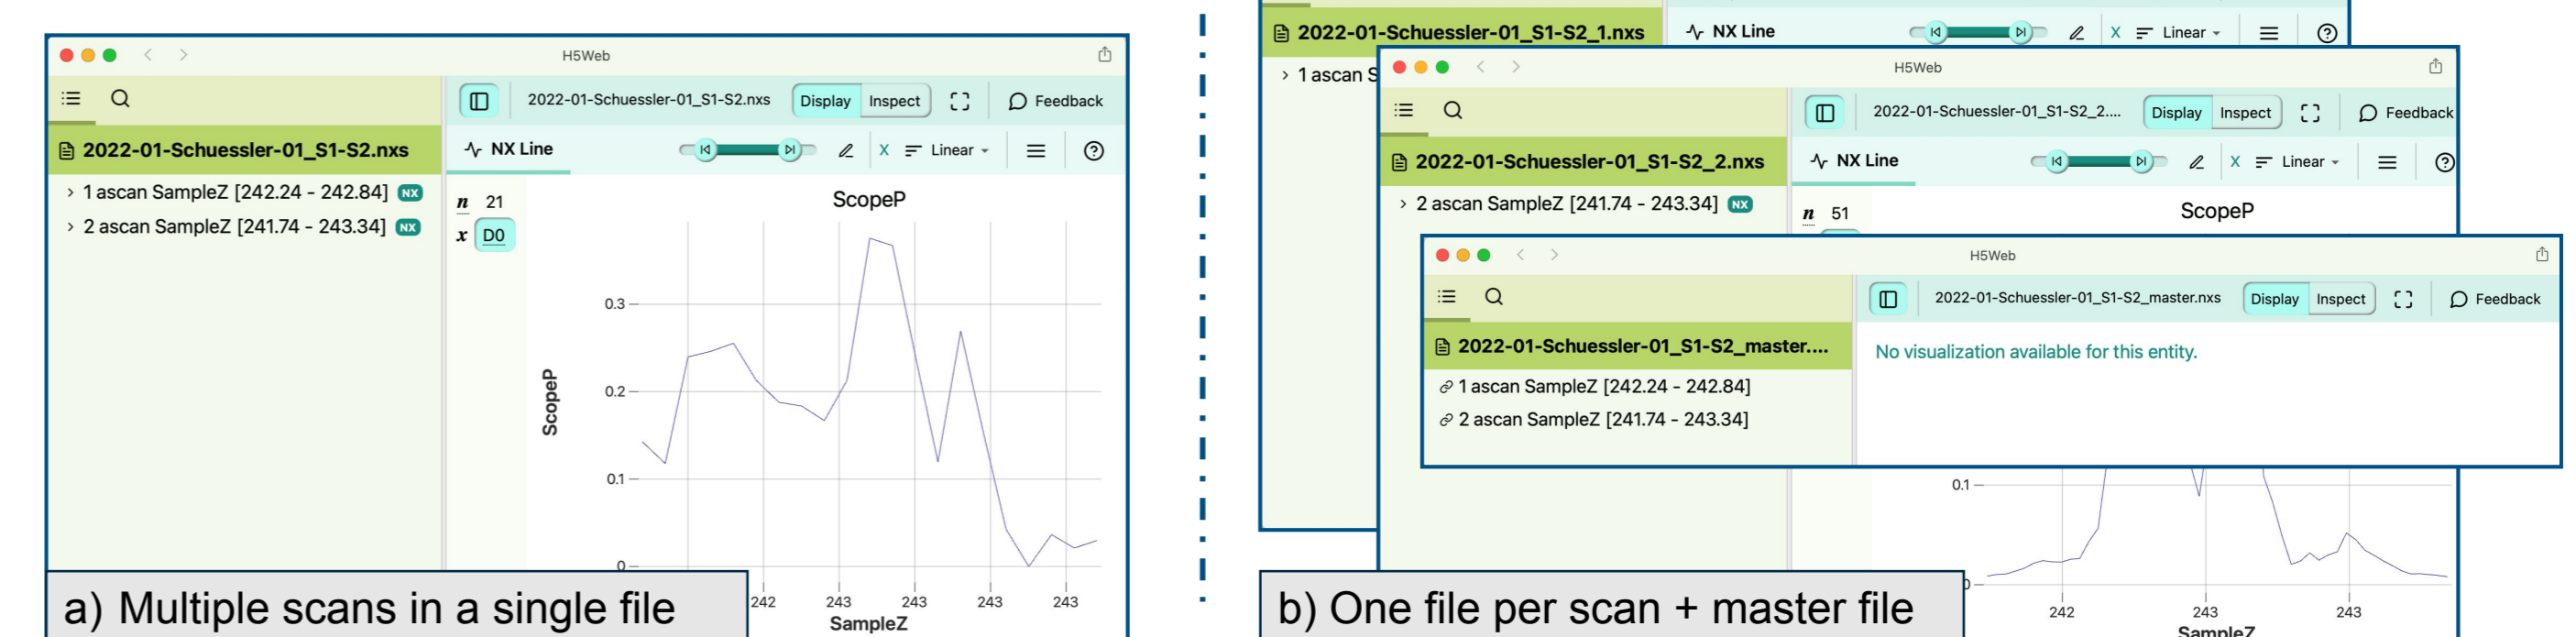 H5Web
2022-01-Schuessler-01_S1-S2.nxs Display Inspect Feedback
2022-01-Schuessler-01_S1-S2.nxs
NX Line X Linear
1 ascan SampleZ [242.24 - 242.84] NX
2 ascan SampleZ [241.74 - 243.34] NX
n 21
x D0
ScopeP
ScopeP
0.3
0.2
0.1
0
242 243 243 243 243
SampleZ
a) Multiple scans in a single file
2022-01-Schuessler-01_S1-S2_1.nxs
NX Line X Linear
1 ascan S
H5Web
2022-01-Schuessler-01_S1-S2_2.... Display Inspect Feedback
2022-01-Schuessler-01_S1-S2_2.nxs
NX Line X Linear
2 ascan SampleZ [241.74 - 243.34] NX
n 51
ScopeP
H5Web
2022-01-Schuessler-01_S1-S2_master.nxs Display Inspect Feedback
2022-01-Schuessler-01_S1-S2_master....
No visualization available for this entity.
1 ascan SampleZ [242.24 - 242.84]
2 ascan SampleZ [241.74 - 243.34]
0.1
0
242 243 243
SampleZ
b) One file per scan + master file